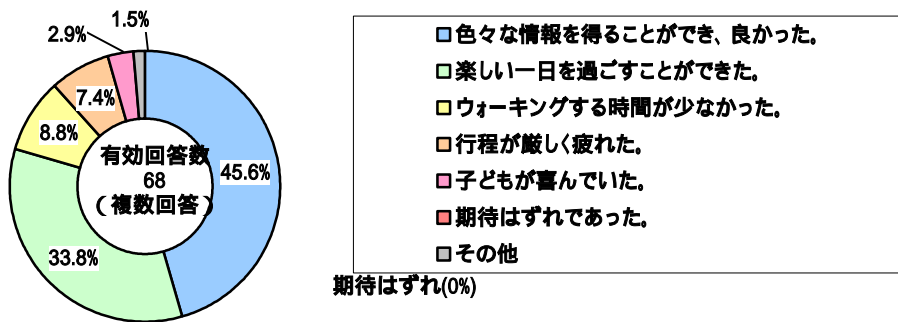 1.5%
2.9%
7.4%
8.8%
45.6%
33.8%
有効回答数
68
(複数回答)
色々な情報を得ることができ、良かった。
楽しい一日を過ごすことができた。
ウォーキングする時間が少なかった。
行程が厳しく疲れた。
子どもが喜んでいた。
期待はずれであった。
その他
期待はずれ(0%)